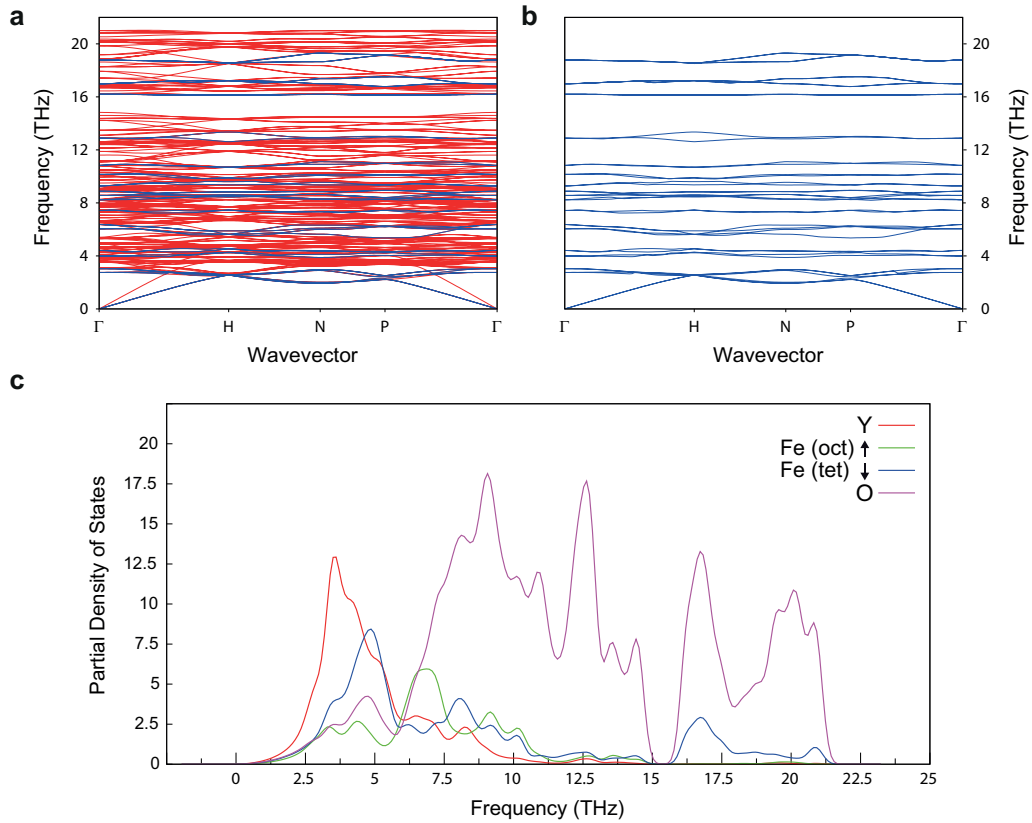 a
Frequency (THz)
20
16
12
8
4
0
Γ H N P Γ
Wavevector
b
Frequency (THz)
20
16
12
8
4
0
Γ H N P Γ
Wavevector
c
Partial Density of States
20
17.5
15
12.5
10
7.5
5
2.5
0
Y
Fe (oct) ↑
Fe (tet) ↓
O
0 2.5 5 7.5 10 12.5 15 17.5 20 22.5 25
Frequency (THz)